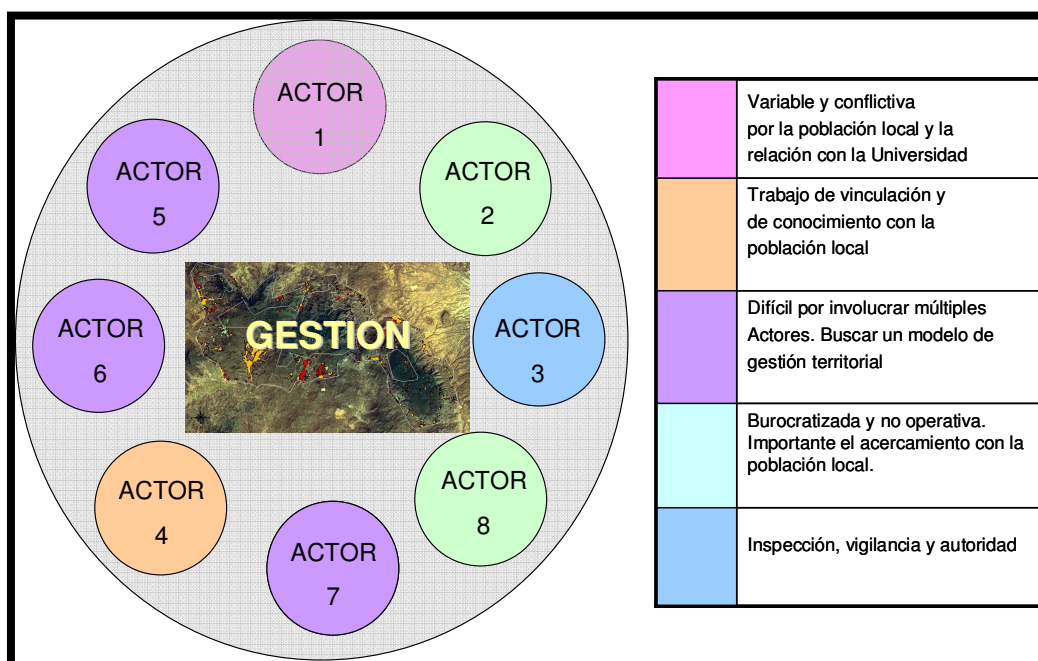 ACTOR
1
ACTOR
5
ACTOR
2
ACTOR
6
GESTION
ACTOR
3
ACTOR
4
ACTOR
8
ACTOR
7
Variable y conflictiva
por la población local y la
relación con la Universidad
Trabajo de vinculación y
de conocimiento con la
población local
Difícil por involucrar múltiples
Actores. Buscar un modelo de
gestión territorial
Burocratizada y no operativa.
Importante el acercamiento con la
población local.
Inspección, vigilancia y autoridad